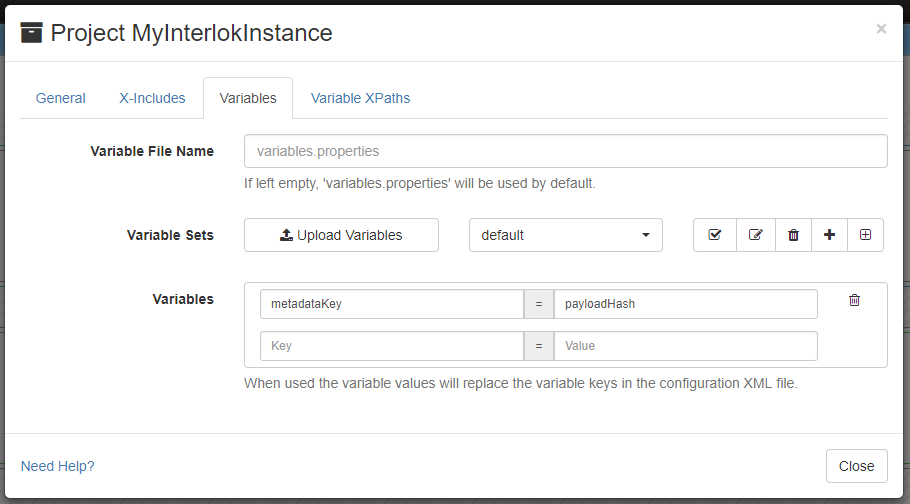 Project MyInterlokInstance
×
General X-Includes Variables Variable XPaths
Variable File Name variables.properties
If left empty, 'variables.properties' will be used by default.
Variable Sets Upload Variables default
Variables metadataKey = payloadHash
Key = Value
When used the variable values will replace the variable keys in the configuration XML file.
Need Help? Close